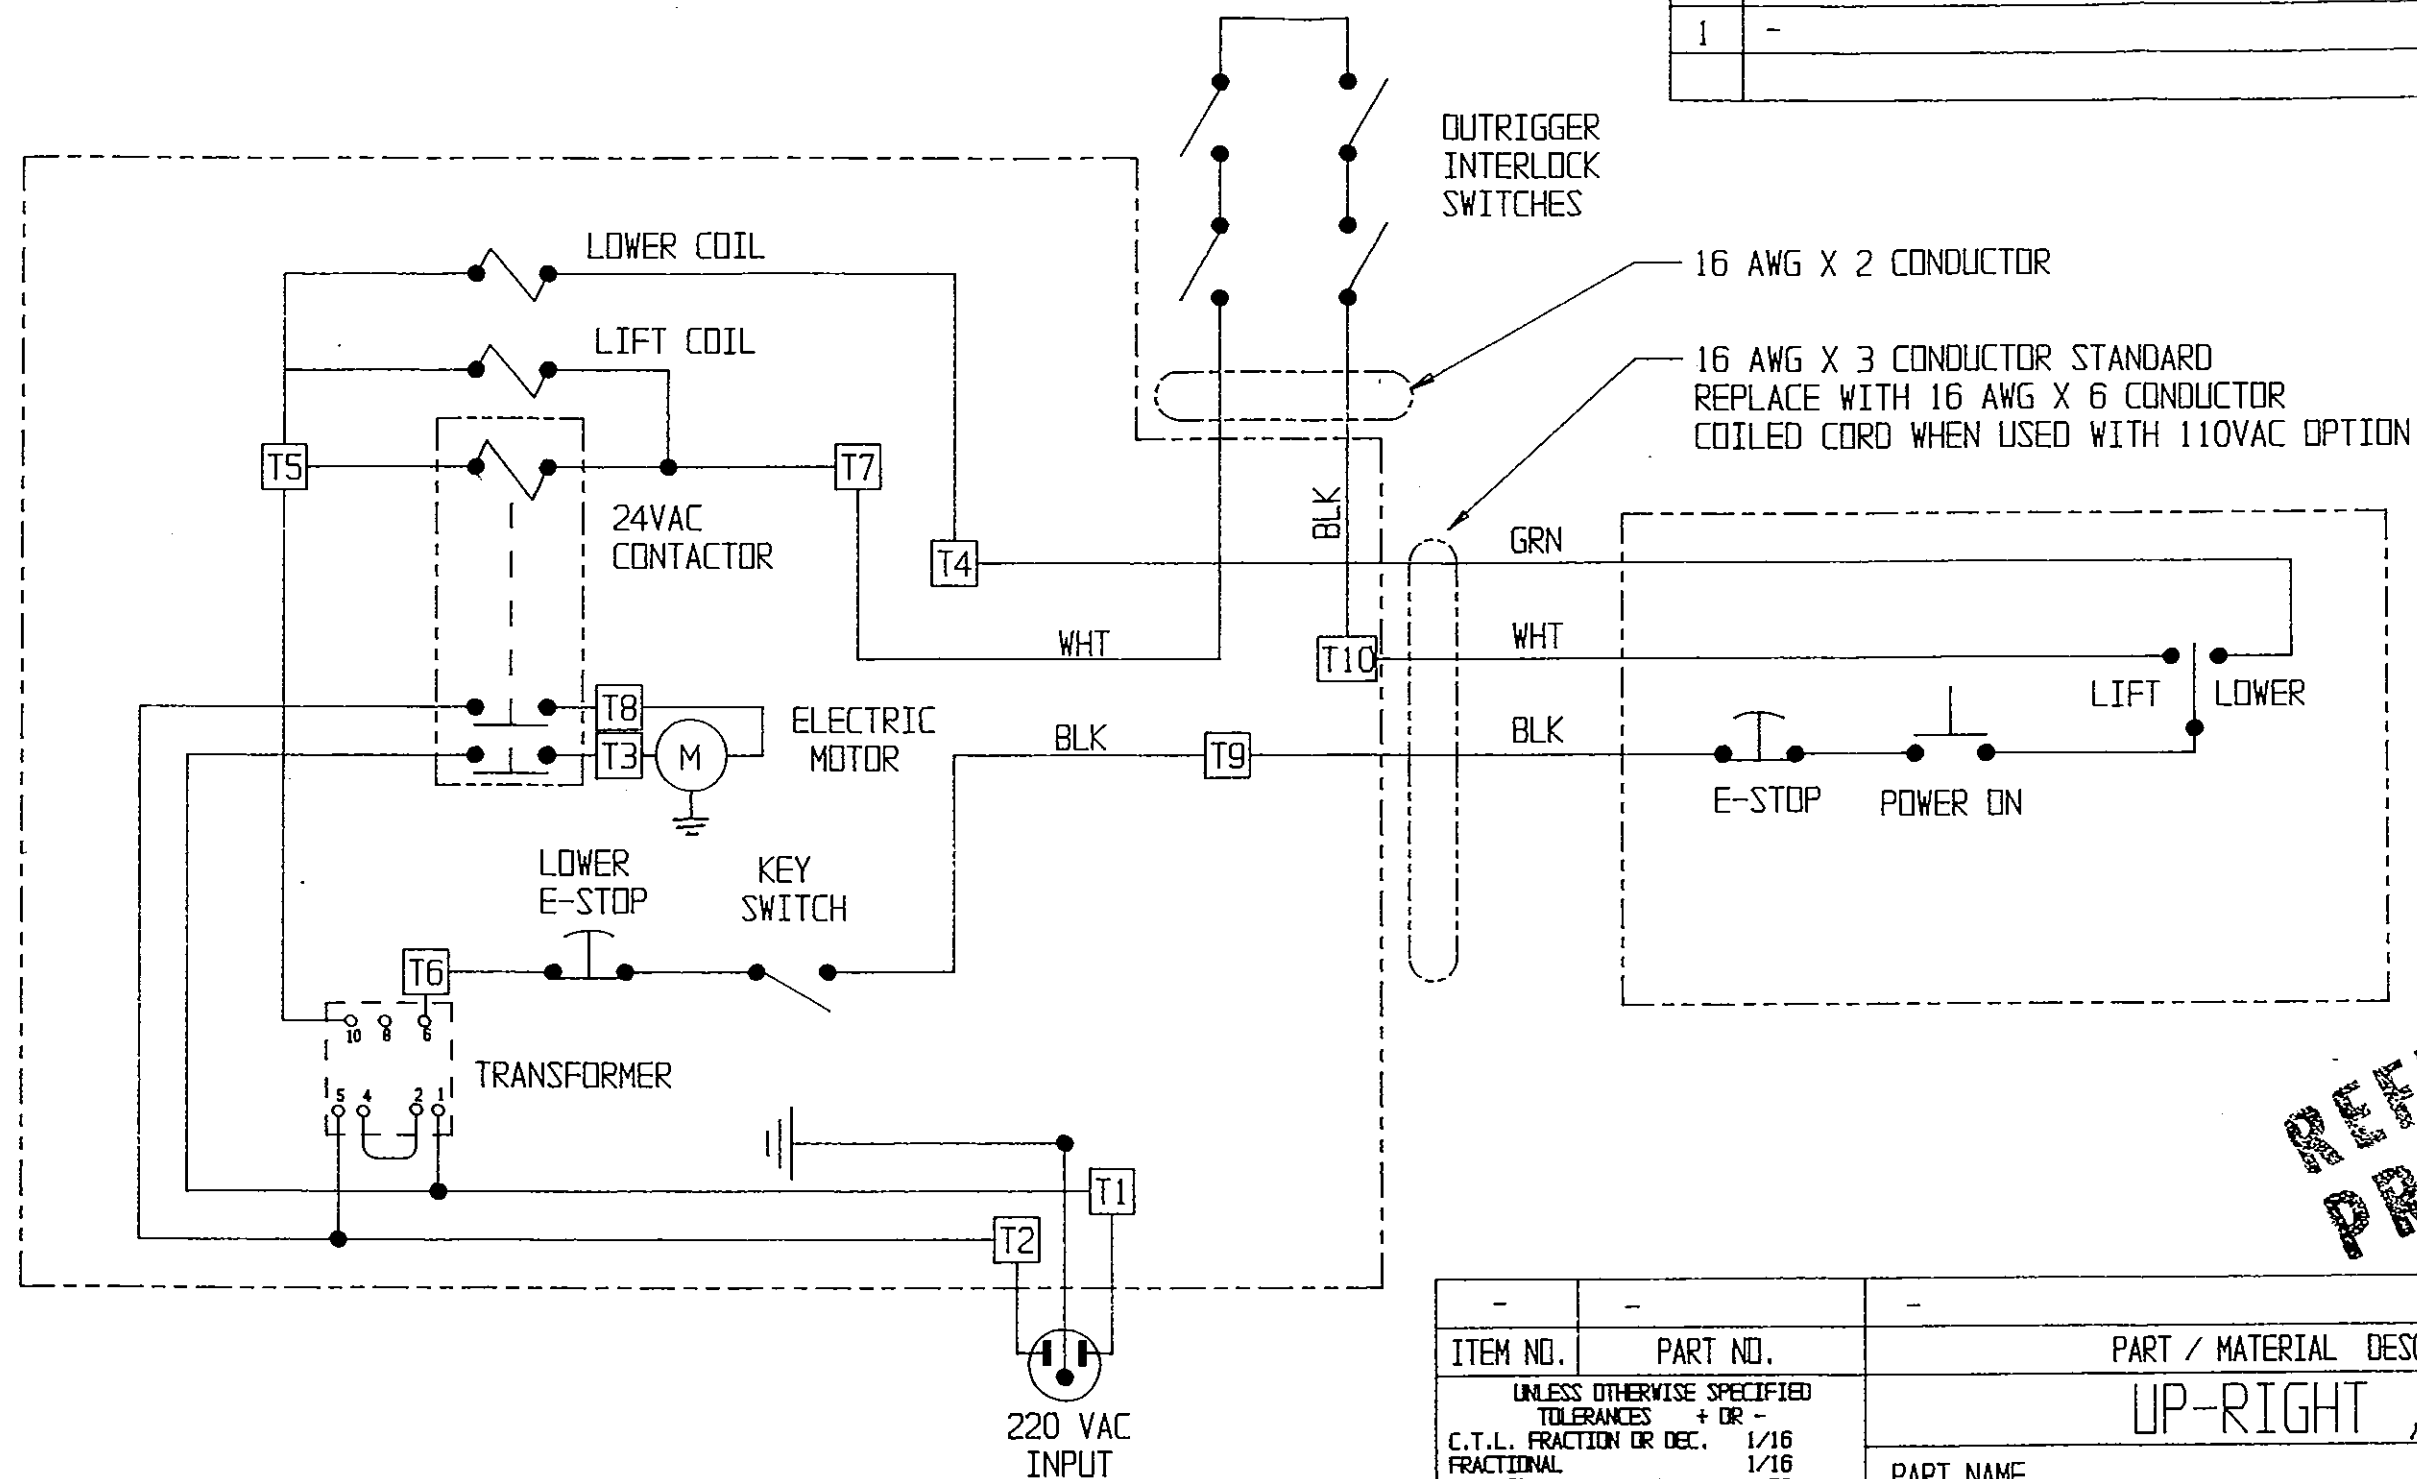 1 -
OUTRIGGER
INTERLOCK
SWITCHES
LOWER COIL
16 AWG X 2 CONDUCTOR
LIFT COIL
16 AWG X 3 CONDUCTOR STANDARD
REPLACE WITH 16 AWG X 6 CONDUCTOR
COILED CORD WHEN USED WITH 110VAC OPTION
T5
T7
24VAC
CONTACTOR
BLK
T4
GRN
WHT
T10
WHT
LIFT
LOWER
T8
T3
M
ELECTRIC
MOTOR
BLK
T9
BLK
E-STOP
POWER ON
LOWER
E-STOP
KEY
SWITCH
T6
10 8 6
TRANSFORMER
5 4 2 1
T1
T2
220 VAC
INPUT
- - -
ITEM NO. PART NO. PART / MATERIAL
UNLESS OTHERWISE SPECIFIED
TOLERANCES + OR -
C.T.L. FRACTION OR DEC. 1/16
FRACTIONAL 1/16
UP-RIGHT
PART NAME